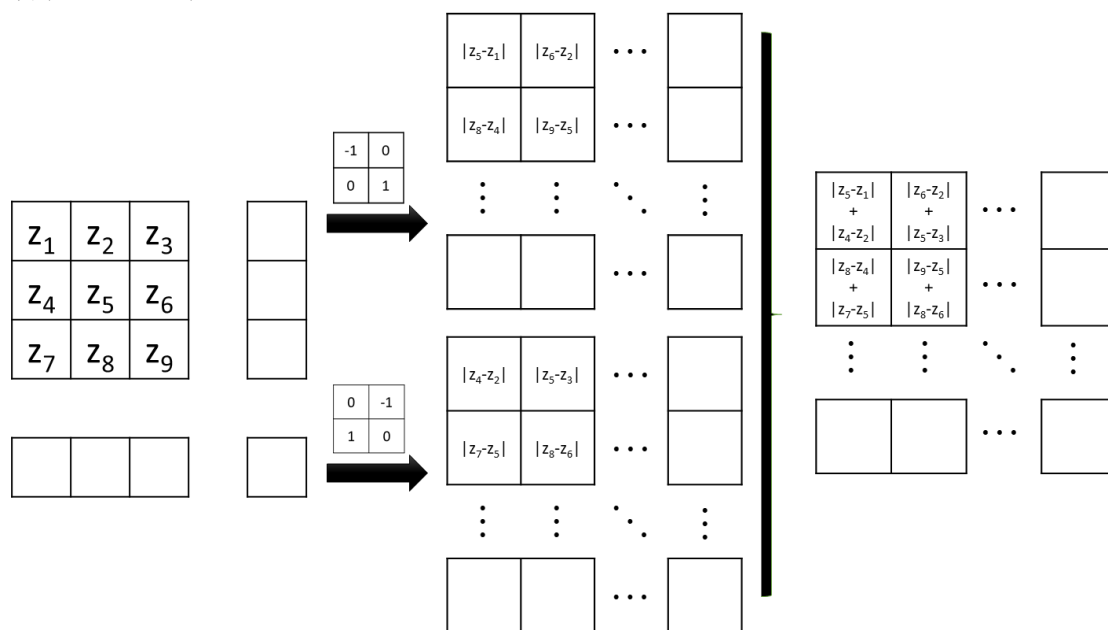 |z₅-z₁| |z₆-z₂| ...
|z₈-z₄| |z₉-z₅| ...
-1 0
0 1
z₁ z₂ z₃
z₄ z₅ z₆
z₇ z₈ z₉
...
|z₄-z₂| |z₅-z₃| ...
|z₇-z₅| |z₈-z₆| ...
0 -1
1 0
...
|z₅-z₁| |z₆-z₂|
+ + ...
|z₄-z₂| |z₅-z₃|
|z₈-z₄| |z₉-z₅|
+ + ...
|z₇-z₅| |z₈-z₆|
...